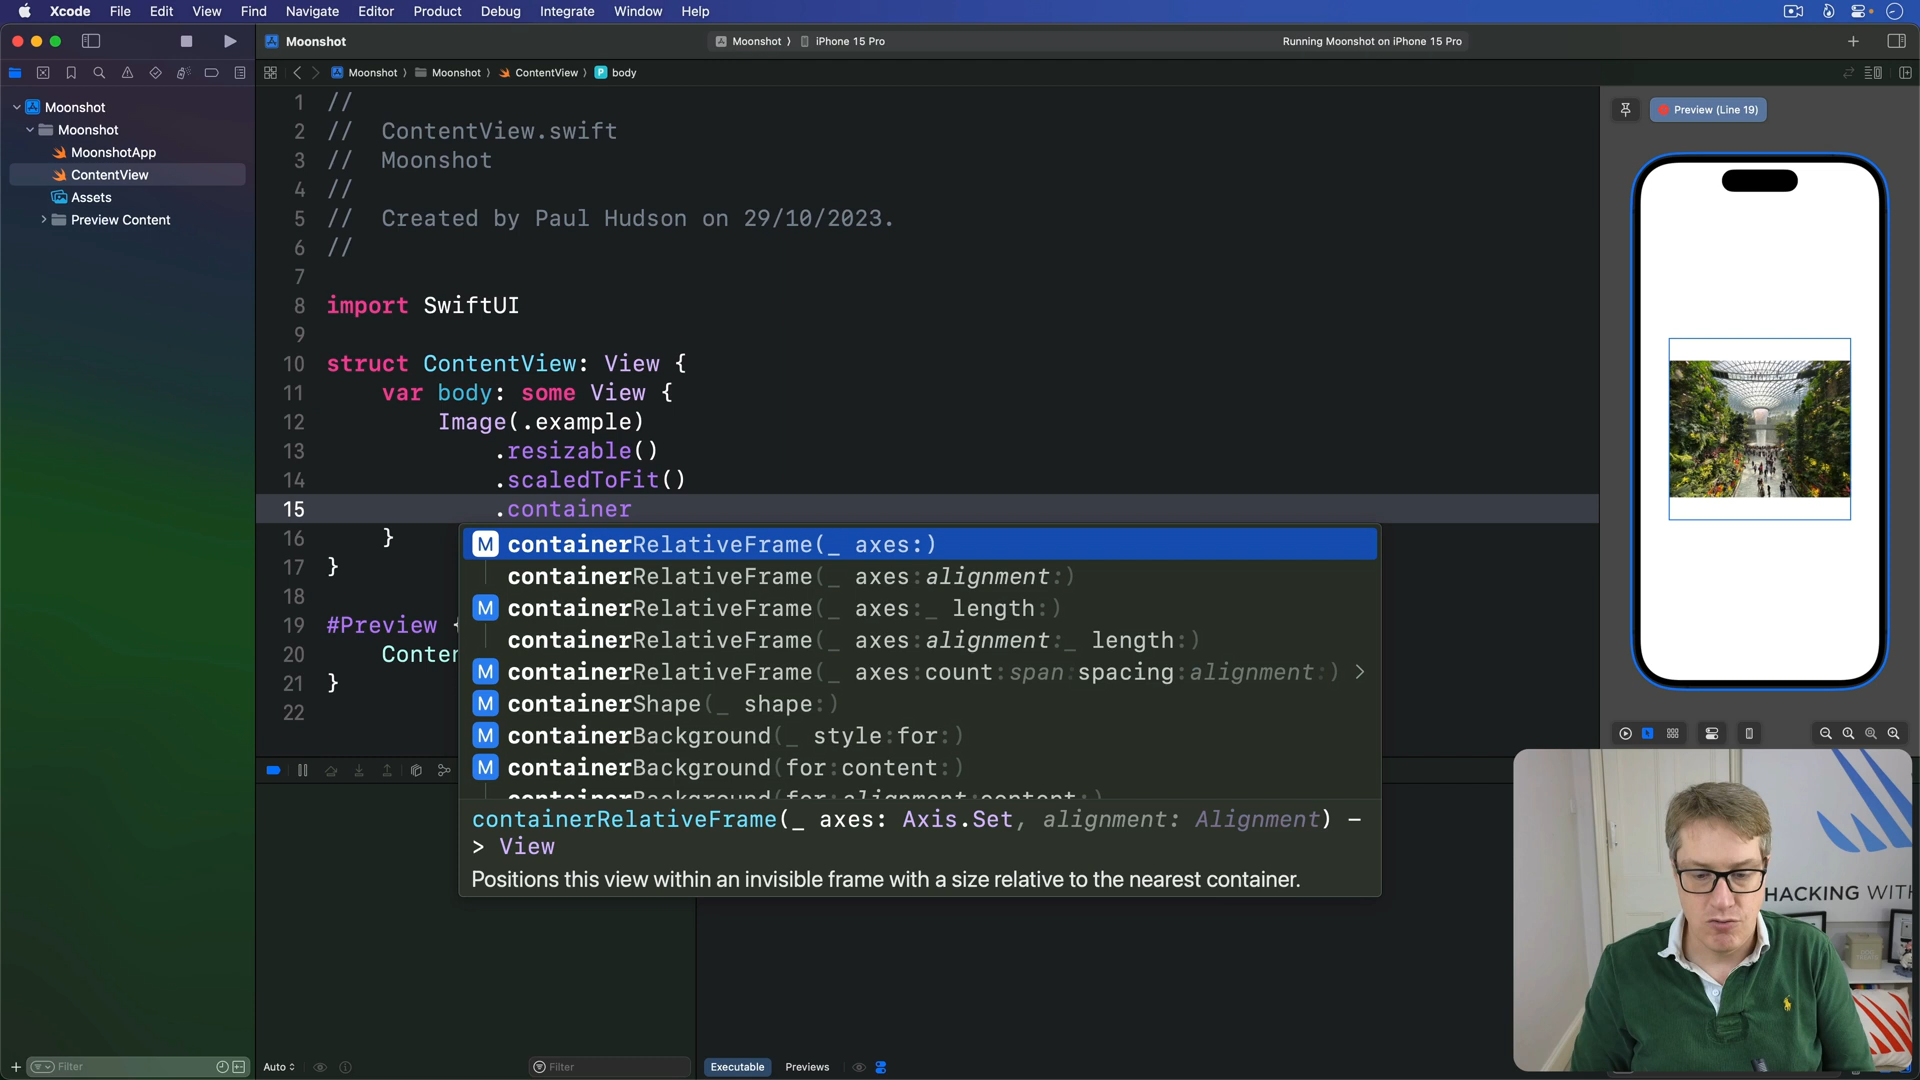 Xcode File Edit View Find Navigate Editor Product Debug Integrate Window Help
Moonshot
Moonshot 〉 iPhone 15 Pro
Running Moonshot on iPhone 15 Pro
Moonshot 〉 Moonshot 〉 ContentView 〉 P body
Moonshot
Moonshot
MoonshotApp
ContentView
Assets
Preview Content
1 //
2 //  ContentView.swift
3 //  Moonshot
4 //
5 //  Created by Paul Hudson on 29/10/2023.
6 //
7
8 import SwiftUI
9
10 struct ContentView: View {
11 var body: some View {
12 Image(.example)
13 .resizable()
14 .scaledToFit()
15 .container
16 }
17 }
18
19 #Preview {
20 Conten
21 }
22
M containerRelativeFrame(_ axes:)
containerRelativeFrame(_ axes:alignment:)
M containerRelativeFrame(_ axes:_ length:)
containerRelativeFrame(_ axes:alignment:_ length:)
M containerRelativeFrame(_ axes:count:span:spacing:alignment:) 〉
M containerShape(_ shape:)
M containerBackground(_ style:for:)
M containerBackground(for:content:)
containerBackground(for:alignment:content:)
containerRelativeFrame(_ axes: Axis.Set, alignment: Alignment) –
> View
Positions this view within an invisible frame with a size relative to the nearest container.
Preview (Line 19)
HACKING WITH
Filter
Auto
Filter
Executable Previews